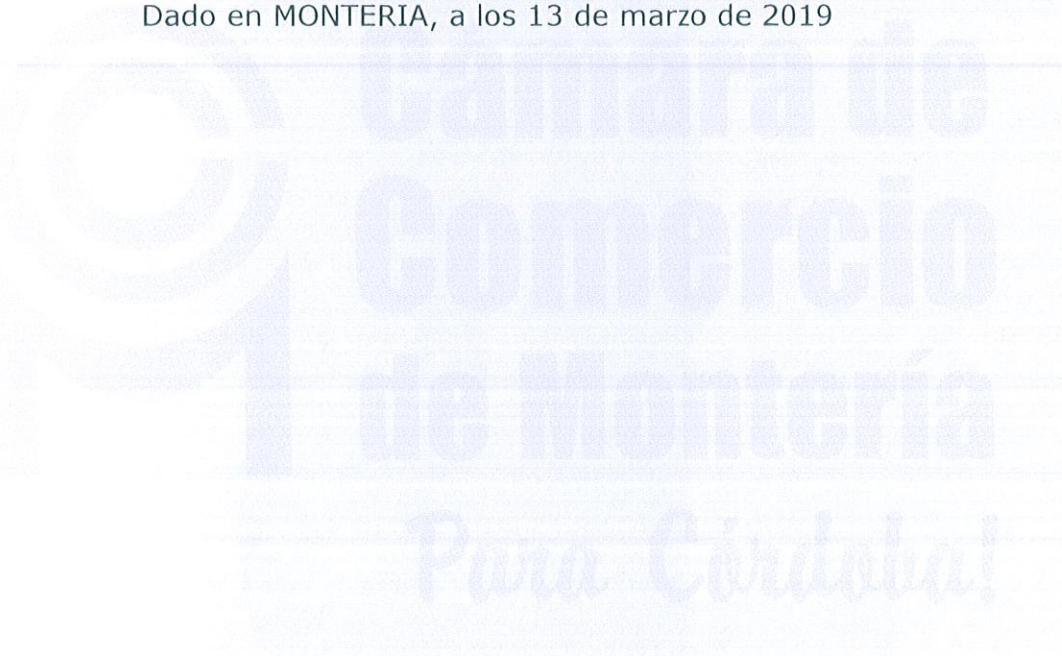 Dado en MONTERIA, a los 13 de marzo de 2019
Cámara de
Comercio
de Montería
Para Córdoba!